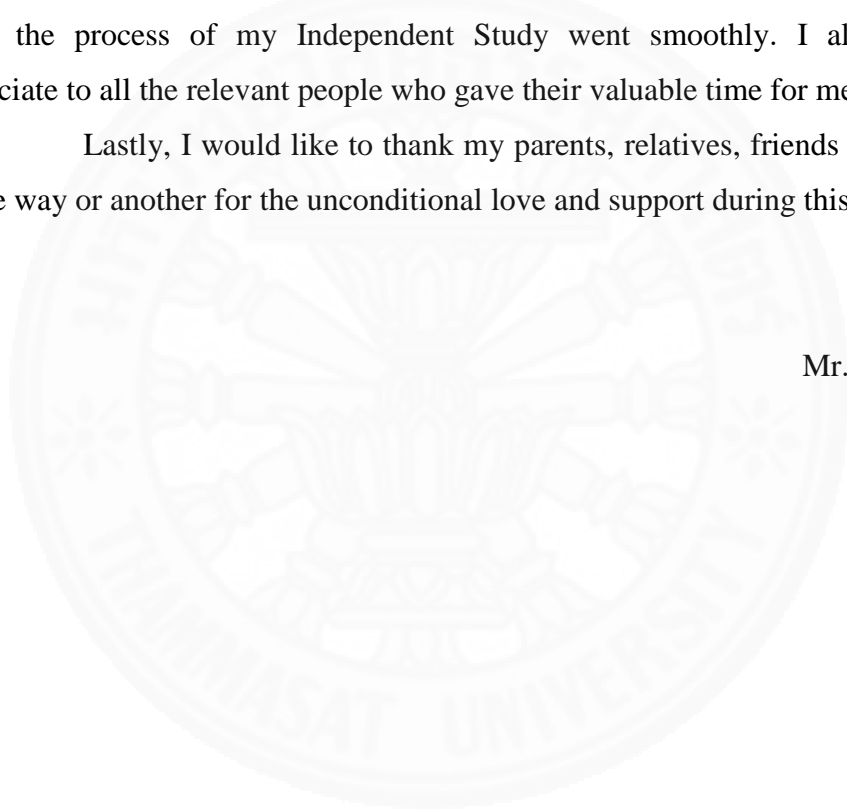 the process of my Independent Study went smoothly. I al
ciate to all the relevant people who gave their valuable time for me
Lastly, I would like to thank my parents, relatives, friends
e way or another for the unconditional love and support during this
Mr.
THAMMASAT UNIVERSITY